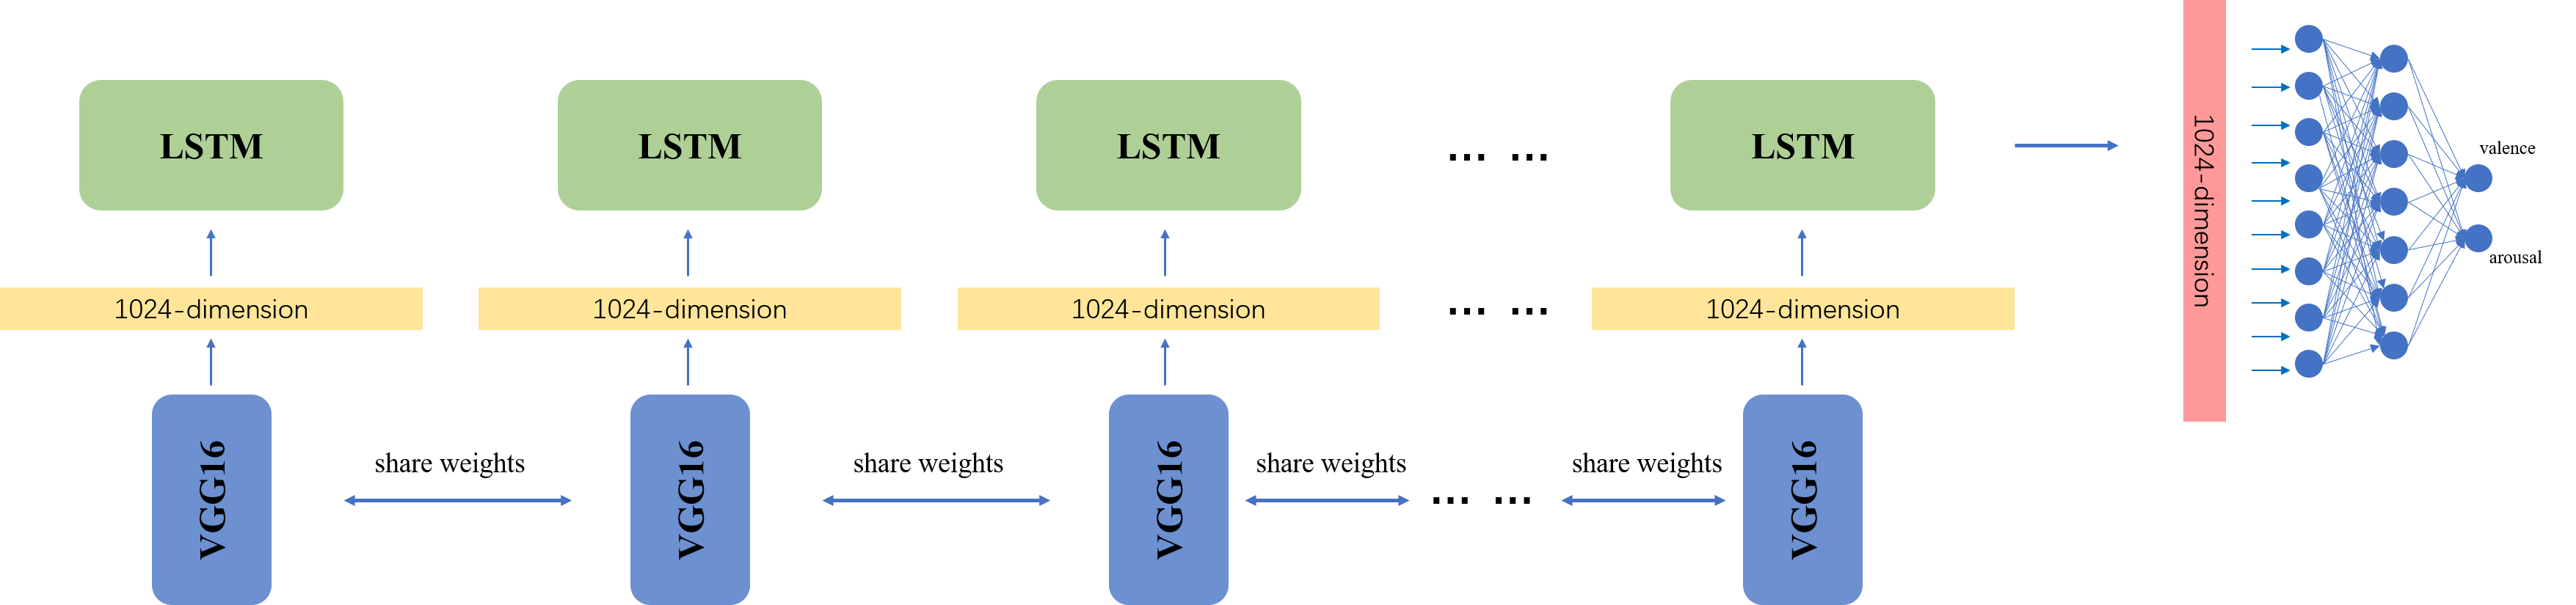 LSTM
LSTM
LSTM
... ...
LSTM
1024-dimension
valence
arousal
1024-dimension
1024-dimension
1024-dimension
... ...
1024-dimension
VGG16
share weights
VGG16
share weights
VGG16
share weights
... ...
share weights
VGG16